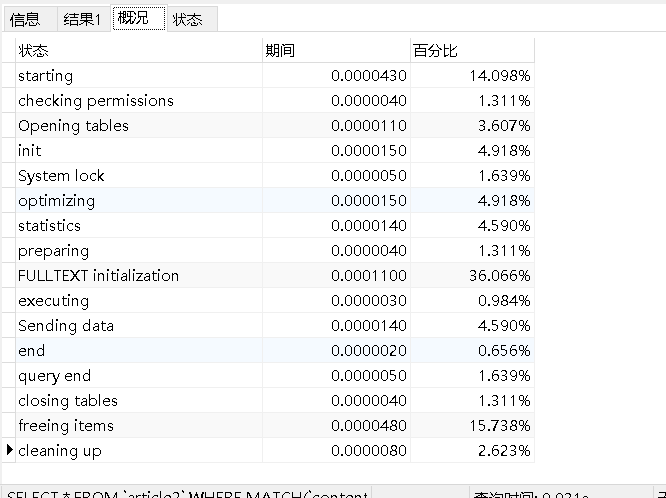 信息 结果1 概况 状态
状态 期间 百分比
starting 0.0000430 14.098%
checking permissions 0.0000040 1.311%
Opening tables 0.0000110 3.607%
init 0.0000150 4.918%
System lock 0.0000050 1.639%
optimizing 0.0000150 4.918%
statistics 0.0000140 4.590%
preparing 0.0000040 1.311%
FULLTEXT initialization 0.0001100 36.066%
executing 0.0000030 0.984%
Sending data 0.0000140 4.590%
end 0.0000020 0.656%
query end 0.0000050 1.639%
closing tables 0.0000040 1.311%
freeing items 0.0000480 15.738%
cleaning up 0.0000080 2.623%
SELECT * FROM `article2` WHERE MATCH(`content 查询时间: